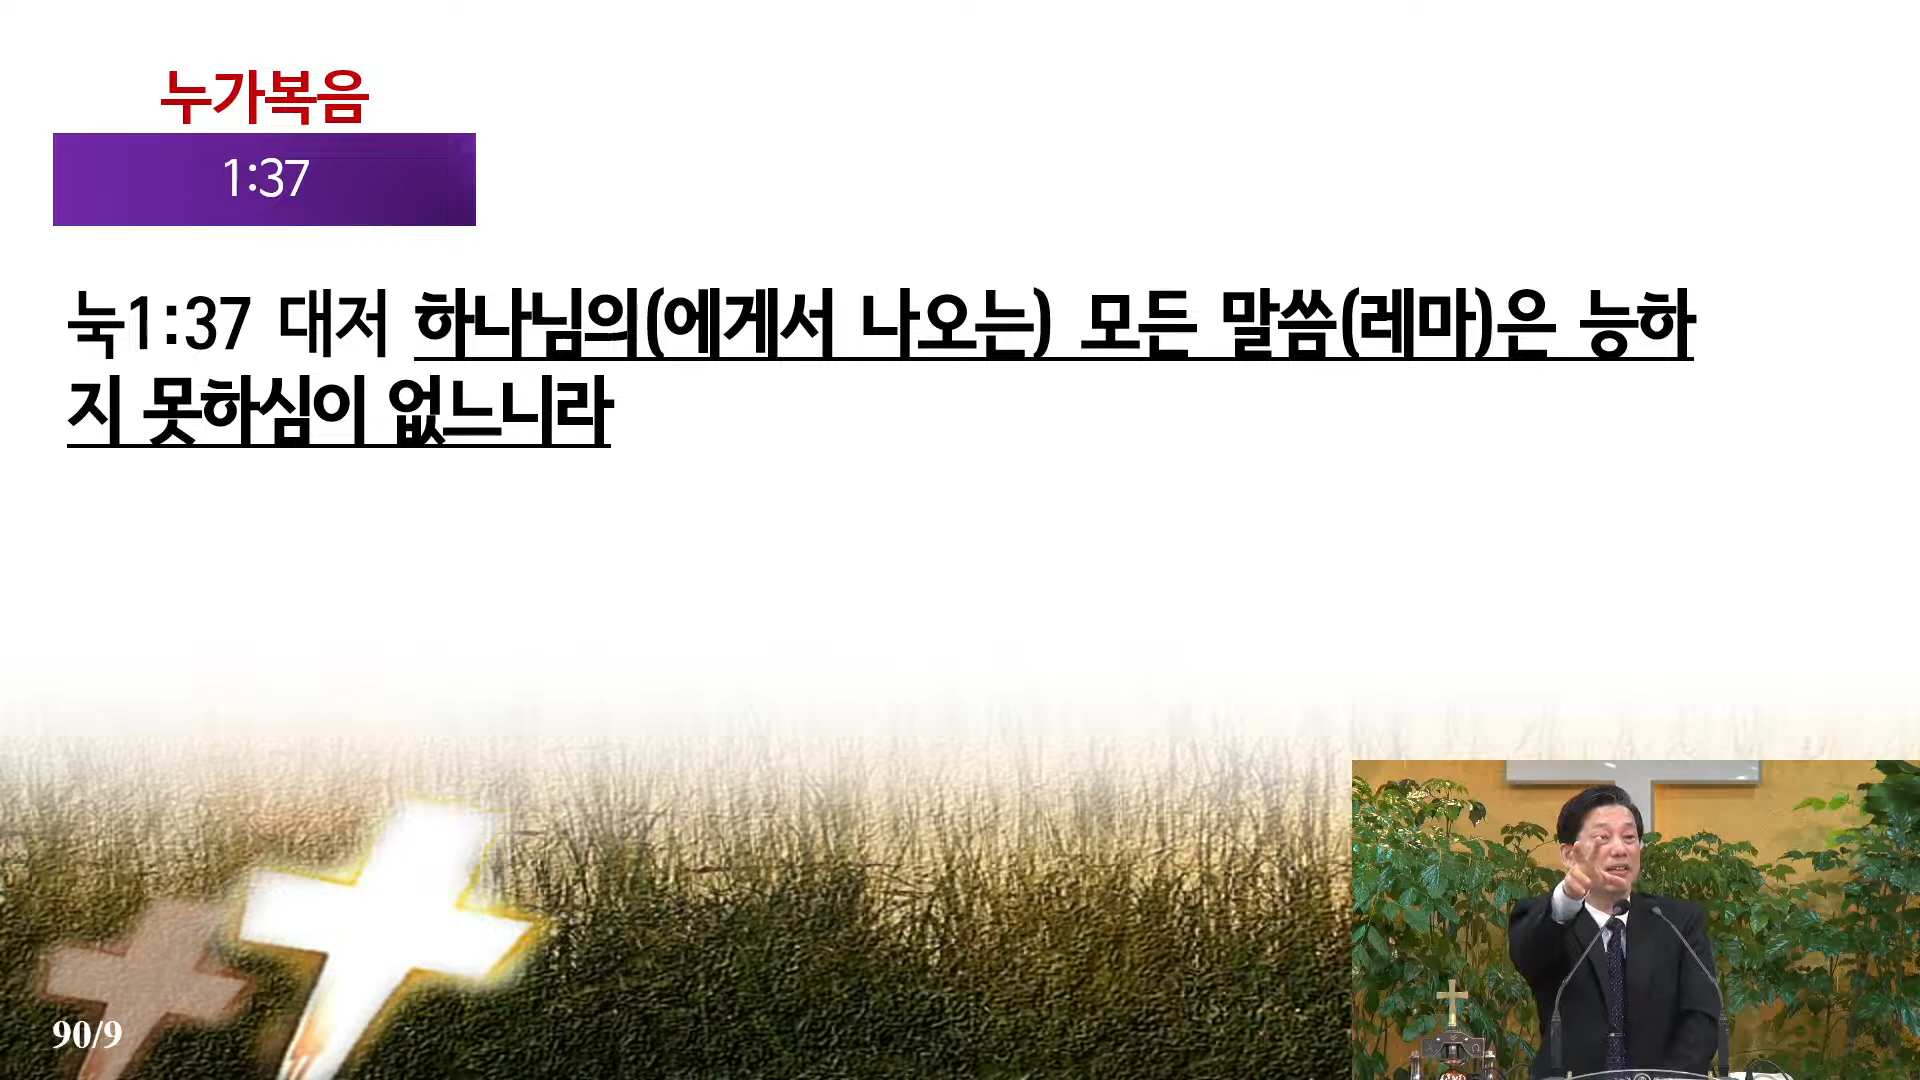 누가복음
1:37
눅1:37 대저 하나님의(에게서 나오는) 모든 말씀(레마)은 능하
지 못하심이 없느니라
90/9